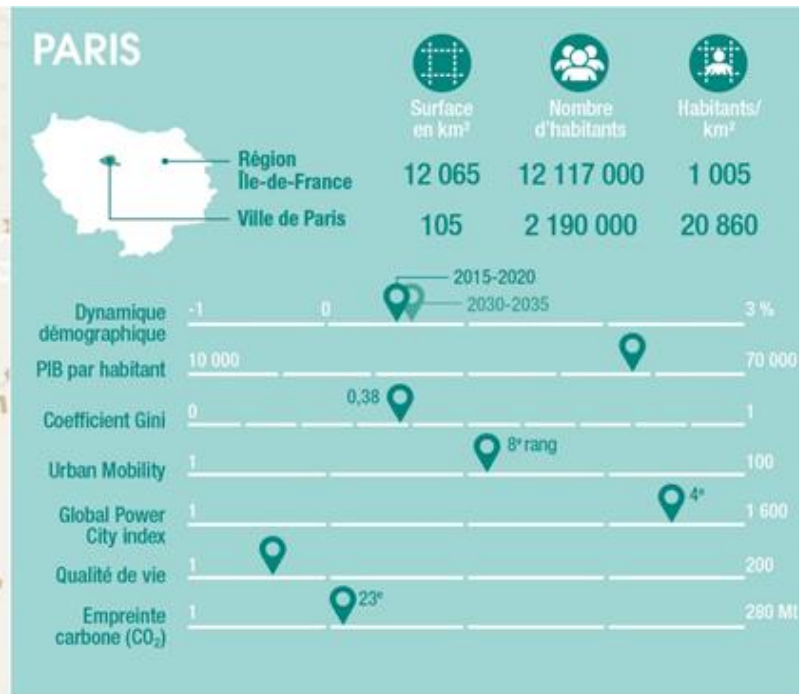 PARIS
Surface
en km²
Nombre
d'habitants
Habitants/
km²
Région
Île-de-France
12 065
12 117 000
1 005
Ville de Paris
105
2 190 000
20 860
2015-2020
2030-2035
Dynamique
démographique
-1
0
3 %
PIB par habitant
10 000
70 000
Coefficient Gini
0
0,38
1
Urban Mobility
1
8e rang
100
Global Power
City index
1
4e
1 600
Qualité de vie
1
200
Empreinte
carbone (CO₂)
1
23e
280 Mt